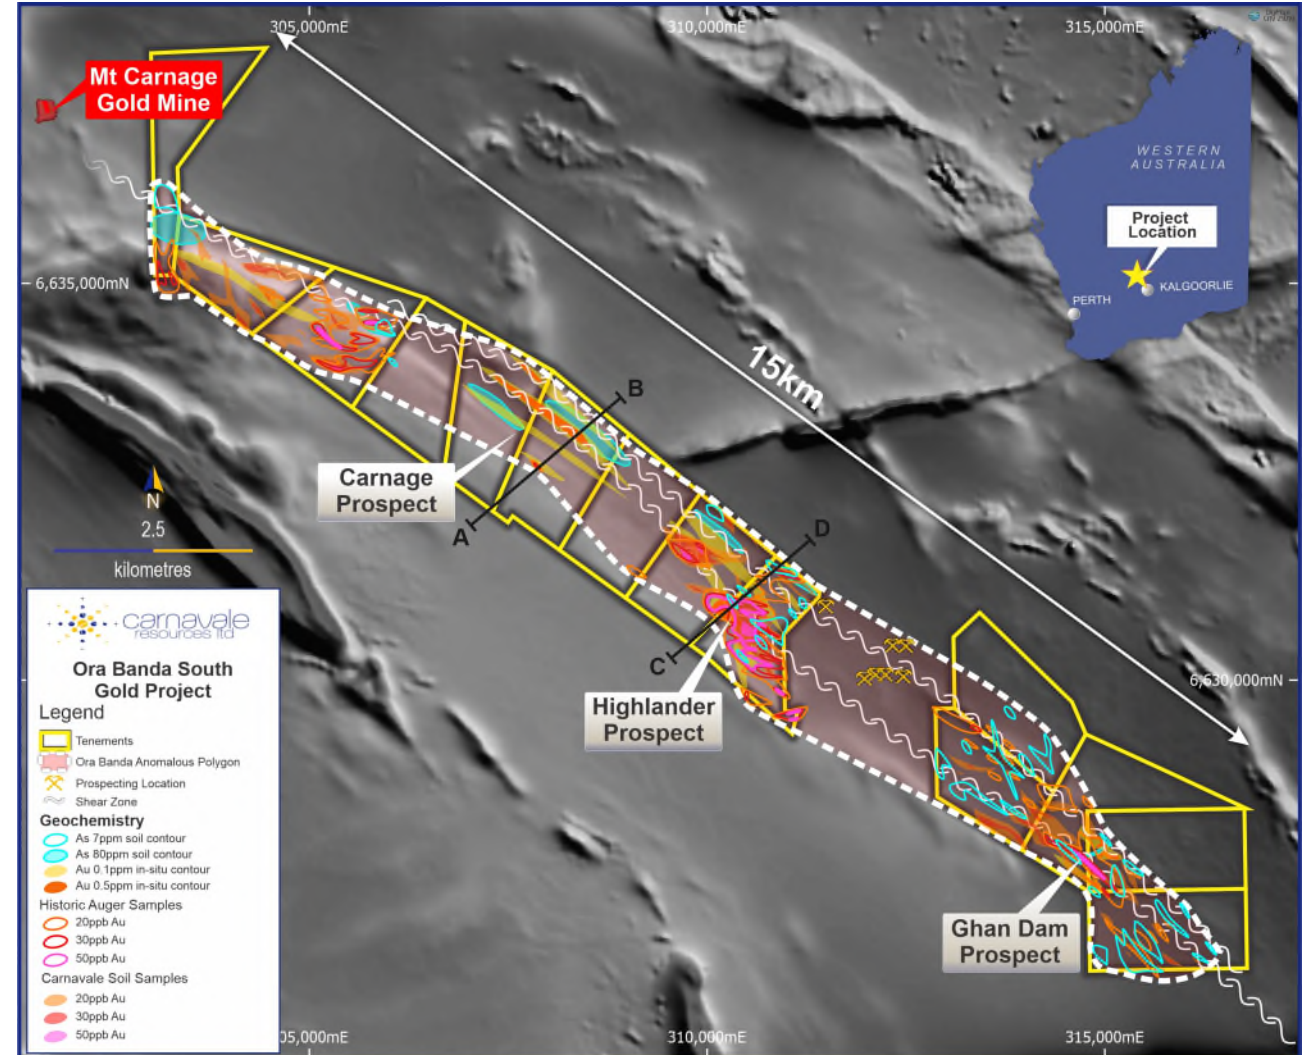 305,000mE
310,000mE
315,000mE
Mt Carnage
Gold Mine
WESTERN
AUSTRALIA
Project
Location
KALGOORLIE
PERTH
6,635,000mN
15km
B
Carnage
Prospect
A
N
2.5
kilometres
D
C
Highlander
Prospect
6,630,000mN
Ghan Dam
Prospect
carnavale
resources ltd
Ora Banda South
Gold Project
Legend
Tenements
Ora Banda Anomalous Polygon
Prospecting Location
Shear Zone
Geochemistry
As 7ppm soil contour
As 80ppm soil contour
Au 0.1ppm in-situ contour
Au 0.5ppm in-situ contour
Historic Auger Samples
20ppb Au
30ppb Au
50ppb Au
Carnavale Soil Samples
20ppb Au
30ppb Au
50ppb Au
05,000mE
310,000mE
315,000mE